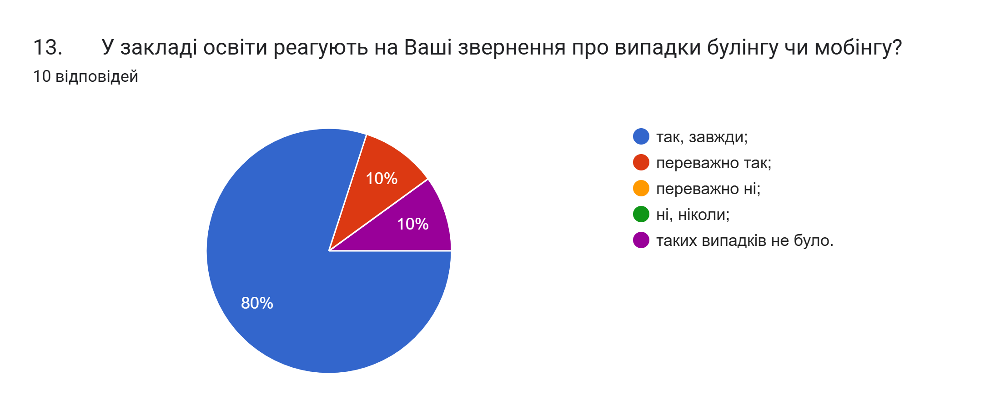 13. У закладі освіти реагують на Ваші звернення про випадки булінгу чи мобінгу?
10 відповідей
10%
10%
80%
так, завжди;
переважно так;
переважно ні;
ні, ніколи;
таких випадків не було.